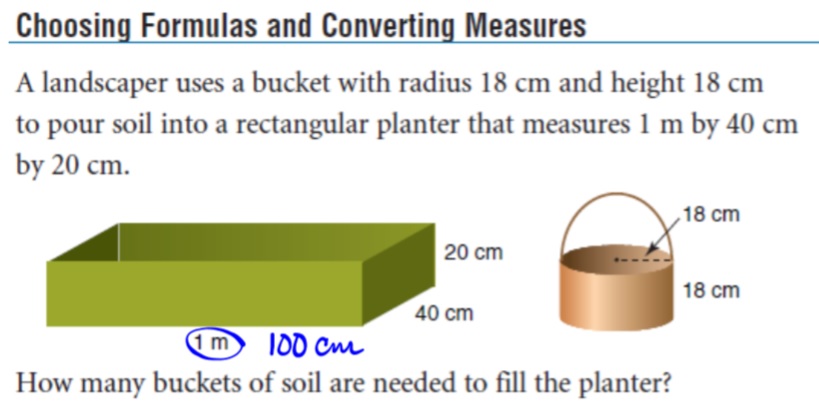 Choosing Formulas and Converting Measures
A landscaper uses a bucket with radius 18 cm and height 18 cm
to pour soil into a rectangular planter that measures 1 m by 40 cm
by 20 cm.
18 cm
20 cm
18 cm
40 cm
1 m 100 cm
How many buckets of soil are needed to fill the planter?